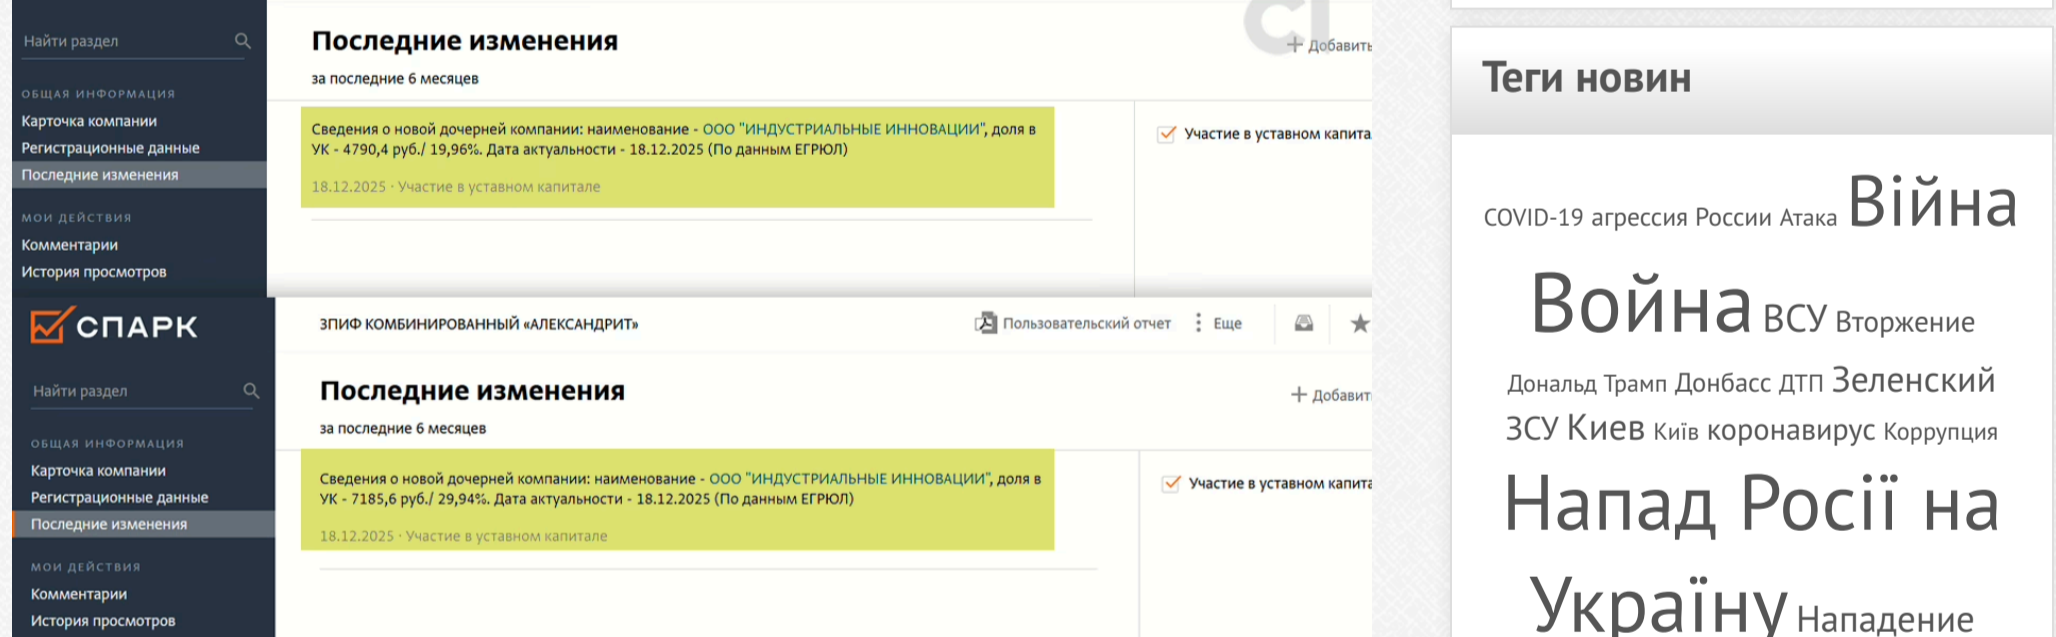 Найти раздел
ОБЩАЯ ИНФОРМАЦИЯ
Карточка компании
Регистрационные данные
Последние изменения
МОИ ДЕЙСТВИЯ
Комментарии
История просмотров
Последние изменения
за последние 6 месяцев
Добавить
Сведения о новой дочерней компании: наименование - ООО "ИНДУСТРИАЛЬНЫЕ ИННОВАЦИИ", доля в
УК - 4790,4 руб./ 19,96%. Дата актуальности - 18.12.2025 (По данным ЕГРЮЛ)
18.12.2025 · Участие в уставном капитале
Участие в уставном капита
СПАРК
Найти раздел
ОБЩАЯ ИНФОРМАЦИЯ
Карточка компании
Регистрационные данные
Последние изменения
МОИ ДЕЙСТВИЯ
Комментарии
История просмотров
ЗПИФ КОМБИНИРОВАННЫЙ «АЛЕКСАНДРИТ»
Пользовательский отчет
Еще
Последние изменения
за последние 6 месяцев
Добавит
Сведения о новой дочерней компании: наименование - ООО "ИНДУСТРИАЛЬНЫЕ ИННОВАЦИИ", доля в
УК - 7185,6 руб./ 29,94%. Дата актуальности - 18.12.2025 (По данным ЕГРЮЛ)
18.12.2025 · Участие в уставном капитале
Участие в уставном капита
Теги новин
COVID-19 агрессия России Атака Війна
Война ВСУ Вторжение
Дональд Трамп Донбасс ДТП Зеленский
ЗСУ Киев Київ коронавирус Коррупция
Напад Росії на
Україну Нападение